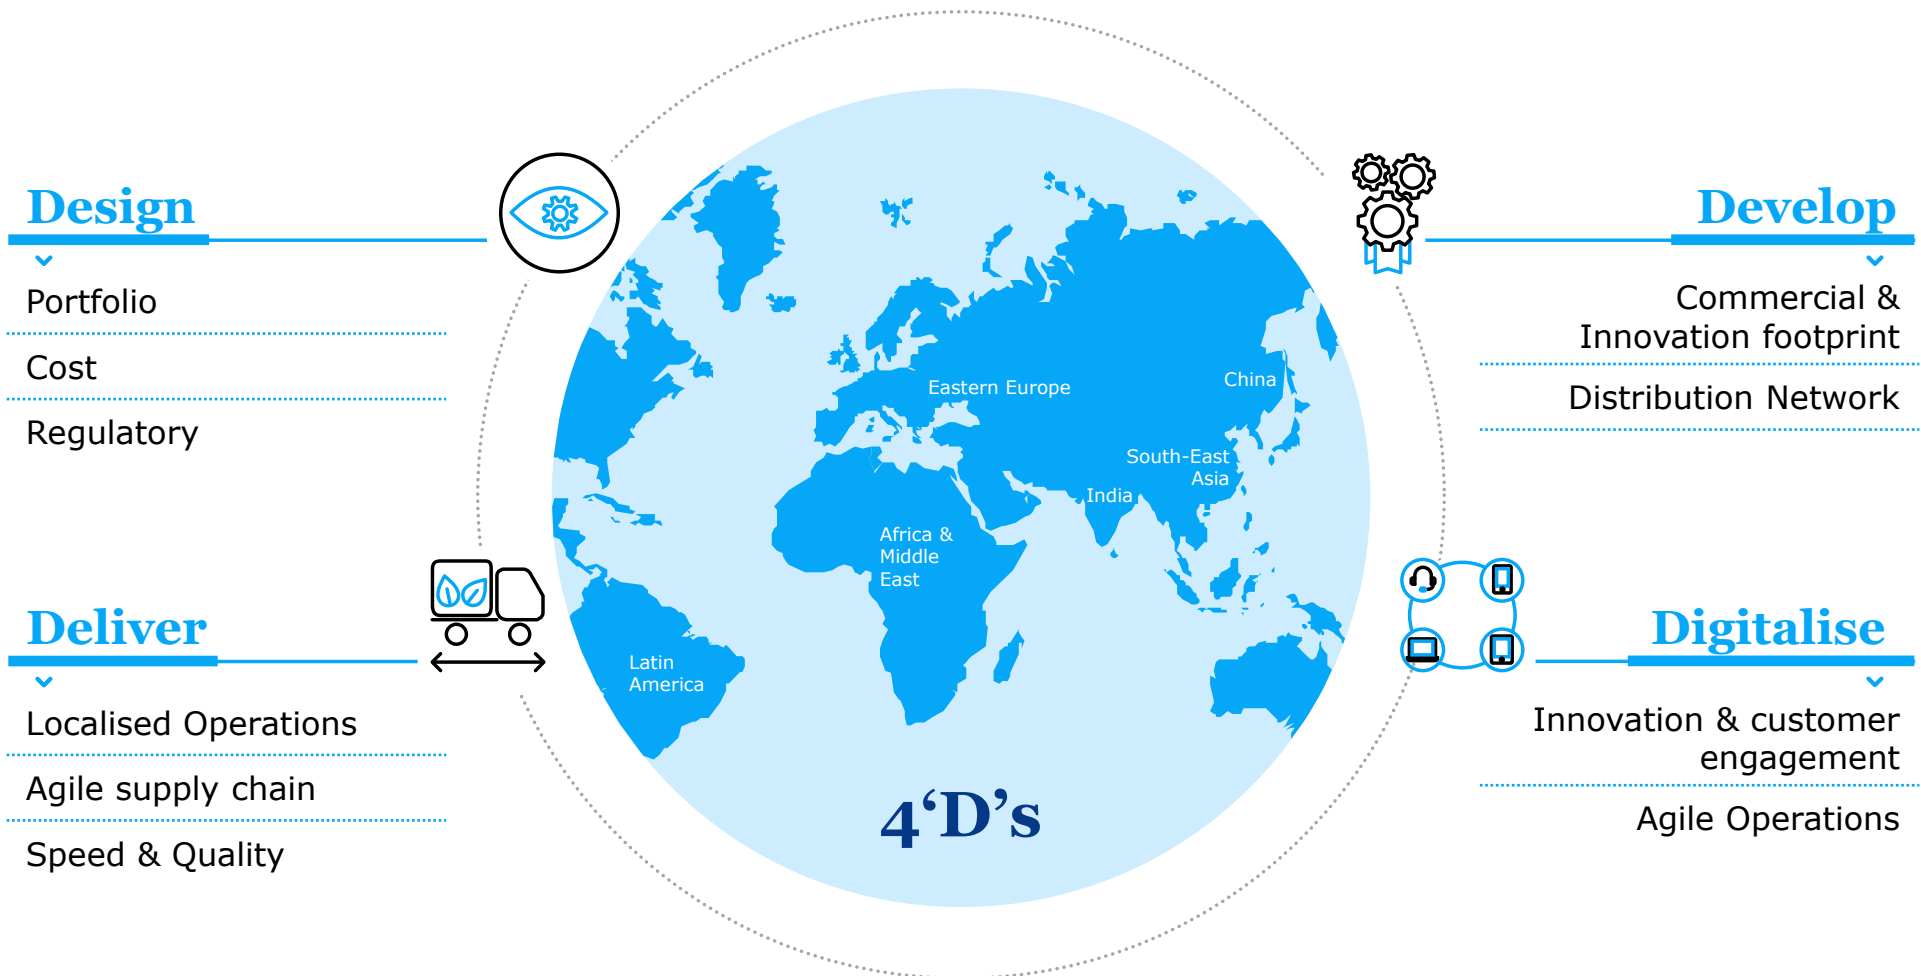 Design
Portfolio
Cost
Regulatory
Develop
Commercial &
Innovation footprint
Distribution Network
Eastern Europe
China
South-East
Asia
India
Africa &
Middle
East
Latin
America
4‘D’s
Deliver
Localised Operations
Agile supply chain
Speed & Quality
Digitalise
Innovation & customer
engagement
Agile Operations